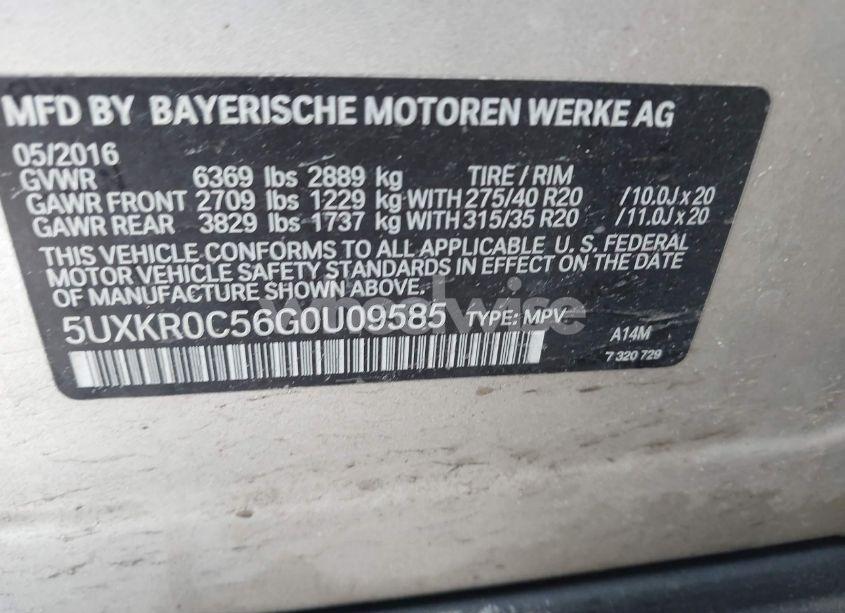 MFD BY BAYERISCHE MOTOREN WERKE AG
05/2016
GVWR 6369 lbs 2889 kg TIRE / RIM
GAWR FRONT 2709 lbs 1229 kg WITH 275/40 R20 /10.0J x 20
GAWR REAR 3829 lbs 1737 kg WITH 315/35 R20 /11.0J x 20
THIS VEHICLE CONFORMS TO ALL APPLICABLE U. S. FEDERAL
MOTOR VEHICLE SAFETY STANDARDS IN EFFECT ON THE DATE
OF MANUFACTURE SHOWN ABOVE.
wheelwise
5UXKR0C56G0U09585 TYPE: MPV A14M
7 320 729